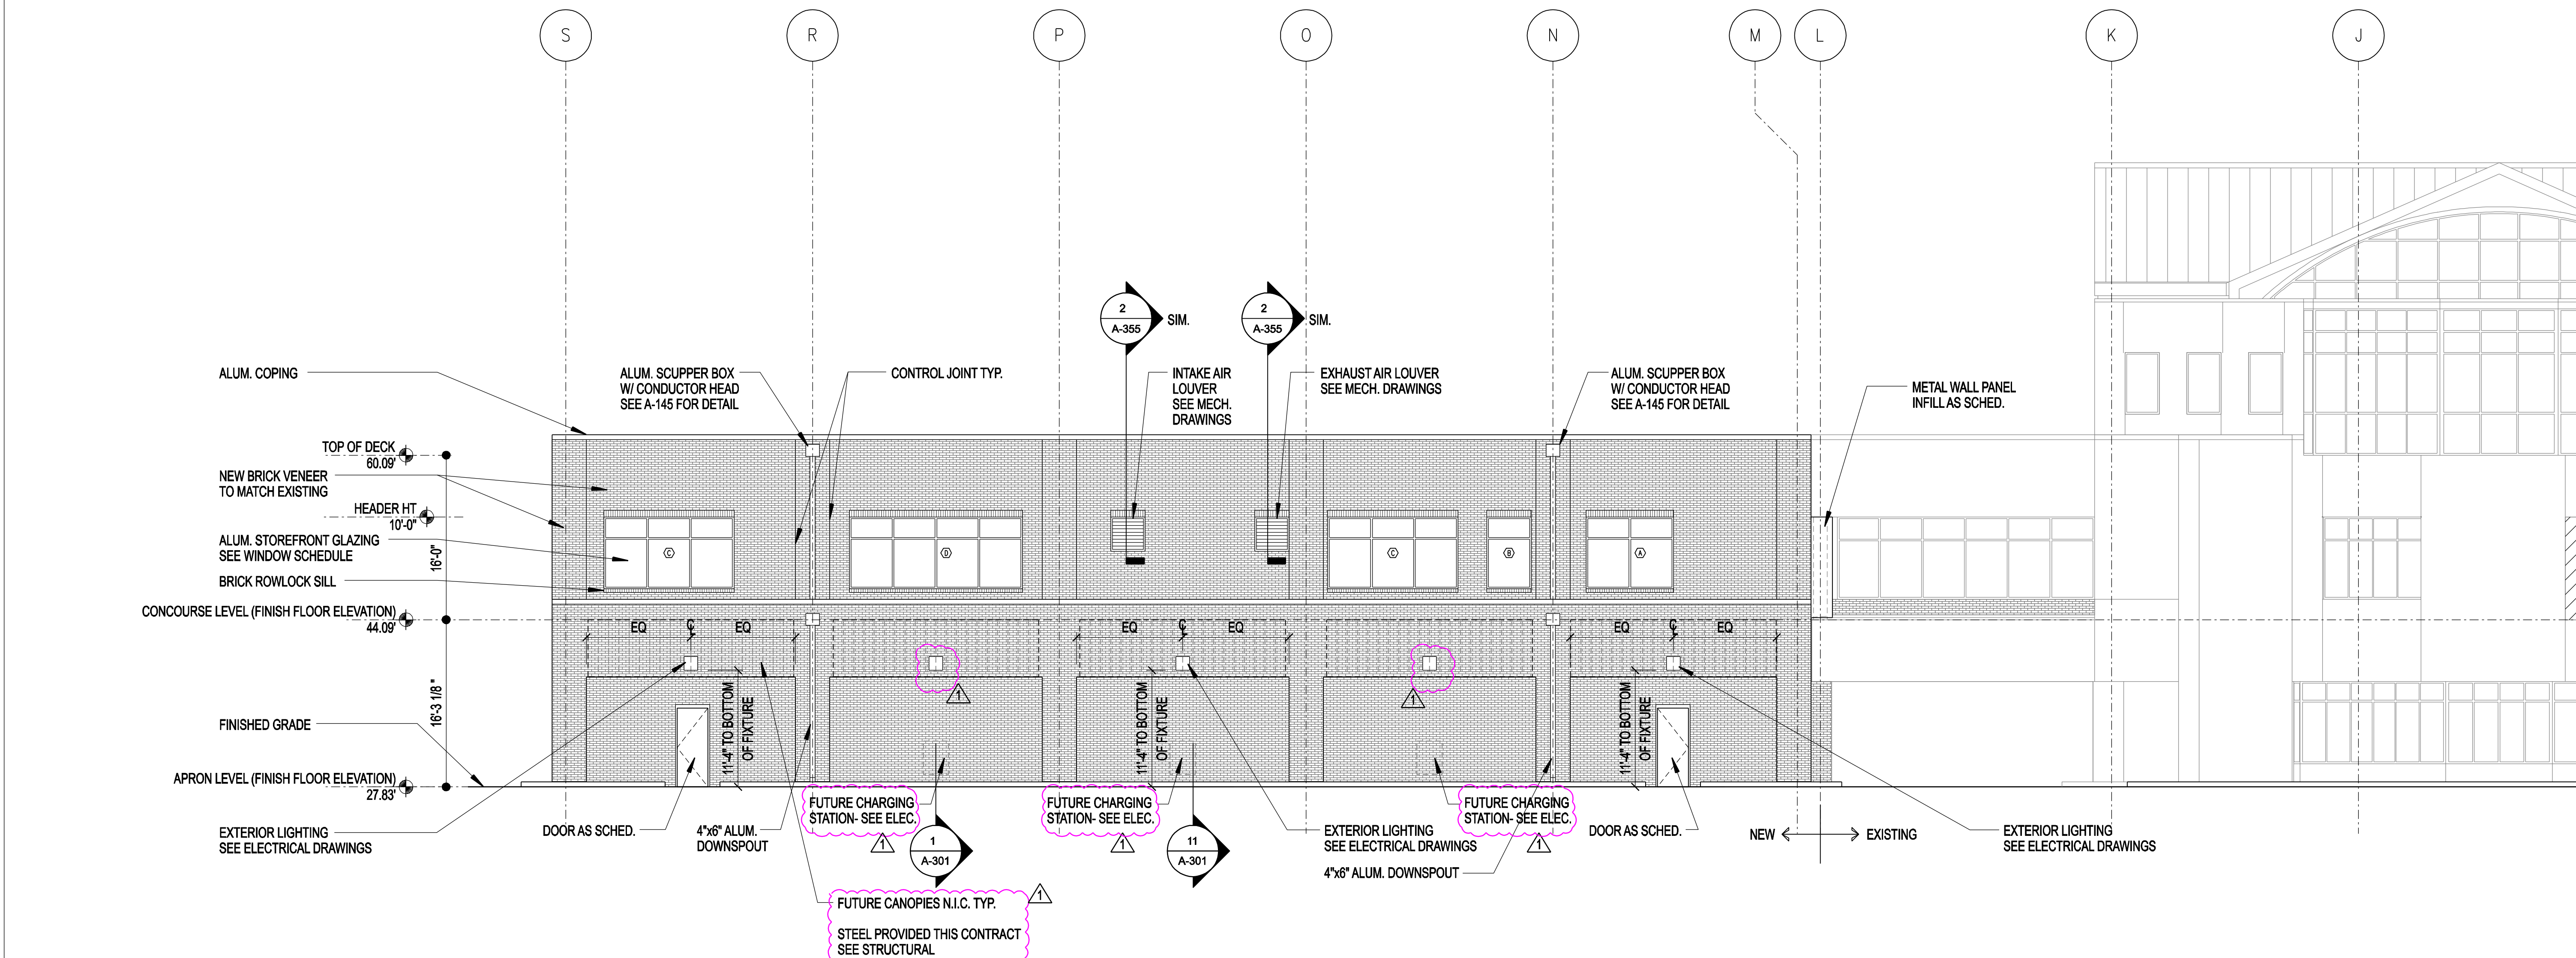 S
R
P
O
N
M
L
K
J
2
A-355
SIM.
2
A-355
SIM.
ALUM. COPING
ALUM. SCUPPER BOX
W/ CONDUCTOR HEAD
SEE A-145 FOR DETAIL
CONTROL JOINT TYP.
INTAKE AIR
LOUVER
SEE MECH.
DRAWINGS
EXHAUST AIR LOUVER
SEE MECH. DRAWINGS
ALUM. SCUPPER BOX
W/ CONDUCTOR HEAD
SEE A-145 FOR DETAIL
METAL WALL PANEL
INFILL AS SCHED.
TOP OF DECK
60.09'
NEW BRICK VENEER
TO MATCH EXISTING
HEADER HT
10'-0"
ALUM. STOREFRONT GLAZING
SEE WINDOW SCHEDULE
16'-0"
BRICK ROWLOCK SILL
C
D
C
B
A
CONCOURSE LEVEL (FINISH FLOOR ELEVATION)
44.09'
EQ
CL
EQ
EQ
CL
EQ
EQ
CL
EQ
16'-3 1/8 "
11'-4" TO BOTTOM
OF FIXTURE
1
11'-4" TO BOTTOM
OF FIXTURE
1
11'-4" TO BOTTOM
OF FIXTURE
FINISHED GRADE
APRON LEVEL (FINISH FLOOR ELEVATION)
27.83'
EXTERIOR LIGHTING
SEE ELECTRICAL DRAWINGS
DOOR AS SCHED.
4"x6" ALUM.
DOWNSPOUT
FUTURE CHARGING
STATION- SEE ELEC.
1
1
A-301
FUTURE CHARGING
STATION- SEE ELEC.
1
11
A-301
EXTERIOR LIGHTING
SEE ELECTRICAL DRAWINGS
4"x6" ALUM. DOWNSPOUT
FUTURE CHARGING
STATION- SEE ELEC.
1
DOOR AS SCHED.
NEW
EXISTING
EXTERIOR LIGHTING
SEE ELECTRICAL DRAWINGS
FUTURE CANOPIES N.I.C. TYP.
1
STEEL PROVIDED THIS CONTRACT
SEE STRUCTURAL